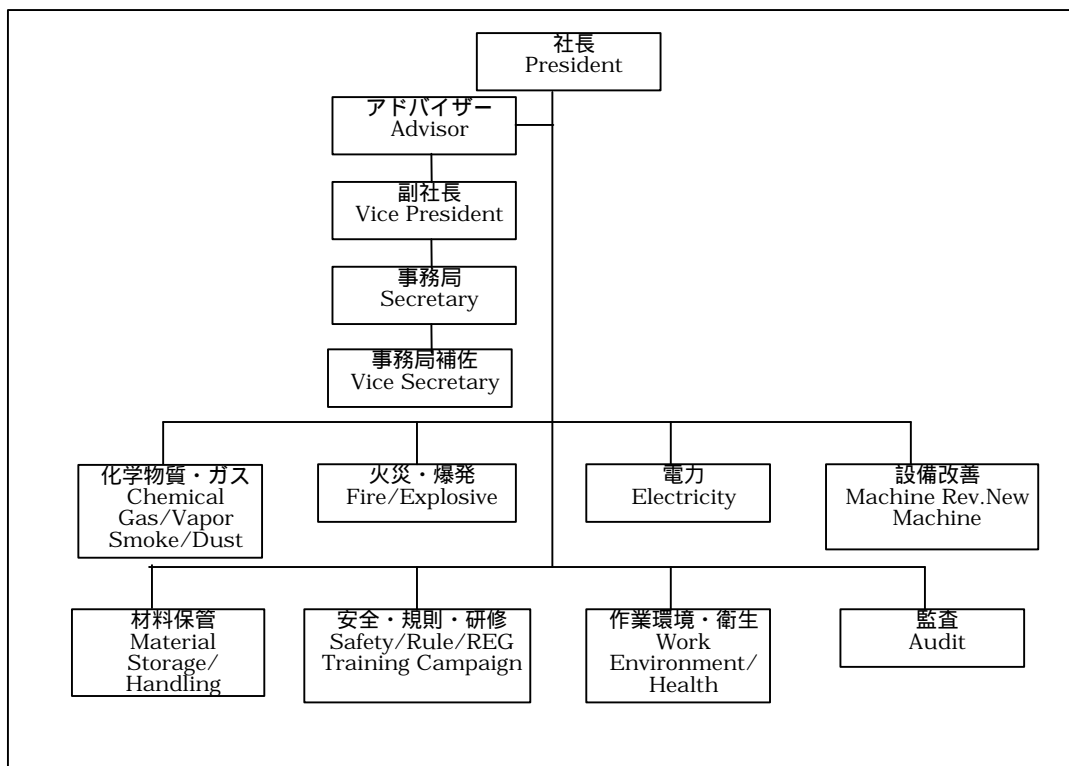 社長
President
アドバイザー
Advisor
副社長
Vice President
事務局
Secretary
事務局補佐
Vice Secretary
化学物質・ガス
Chemical
Gas/Vapor
Smoke/Dust
火災・爆発
Fire/Explosive
電力
Electricity
設備改善
Machine Rev.New
Machine
材料保管
Material
Storage/
Handling
安全・規則・研修
Safety/Rule/REG
Training Campaign
作業環境・衛生
Work
Environment/
Health
監査
Audit